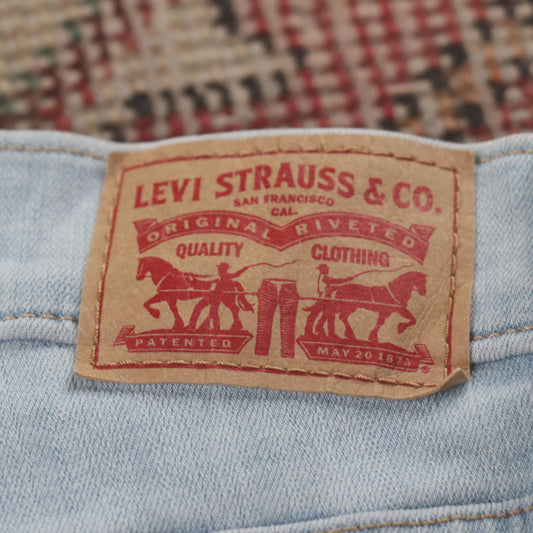 LEVI STRAUSS & CO.
SAN FRANCISCO
CAL.
ORIGINAL RIVETED
QUALITY CLOTHING
PATENTED MAY 20 1873
®